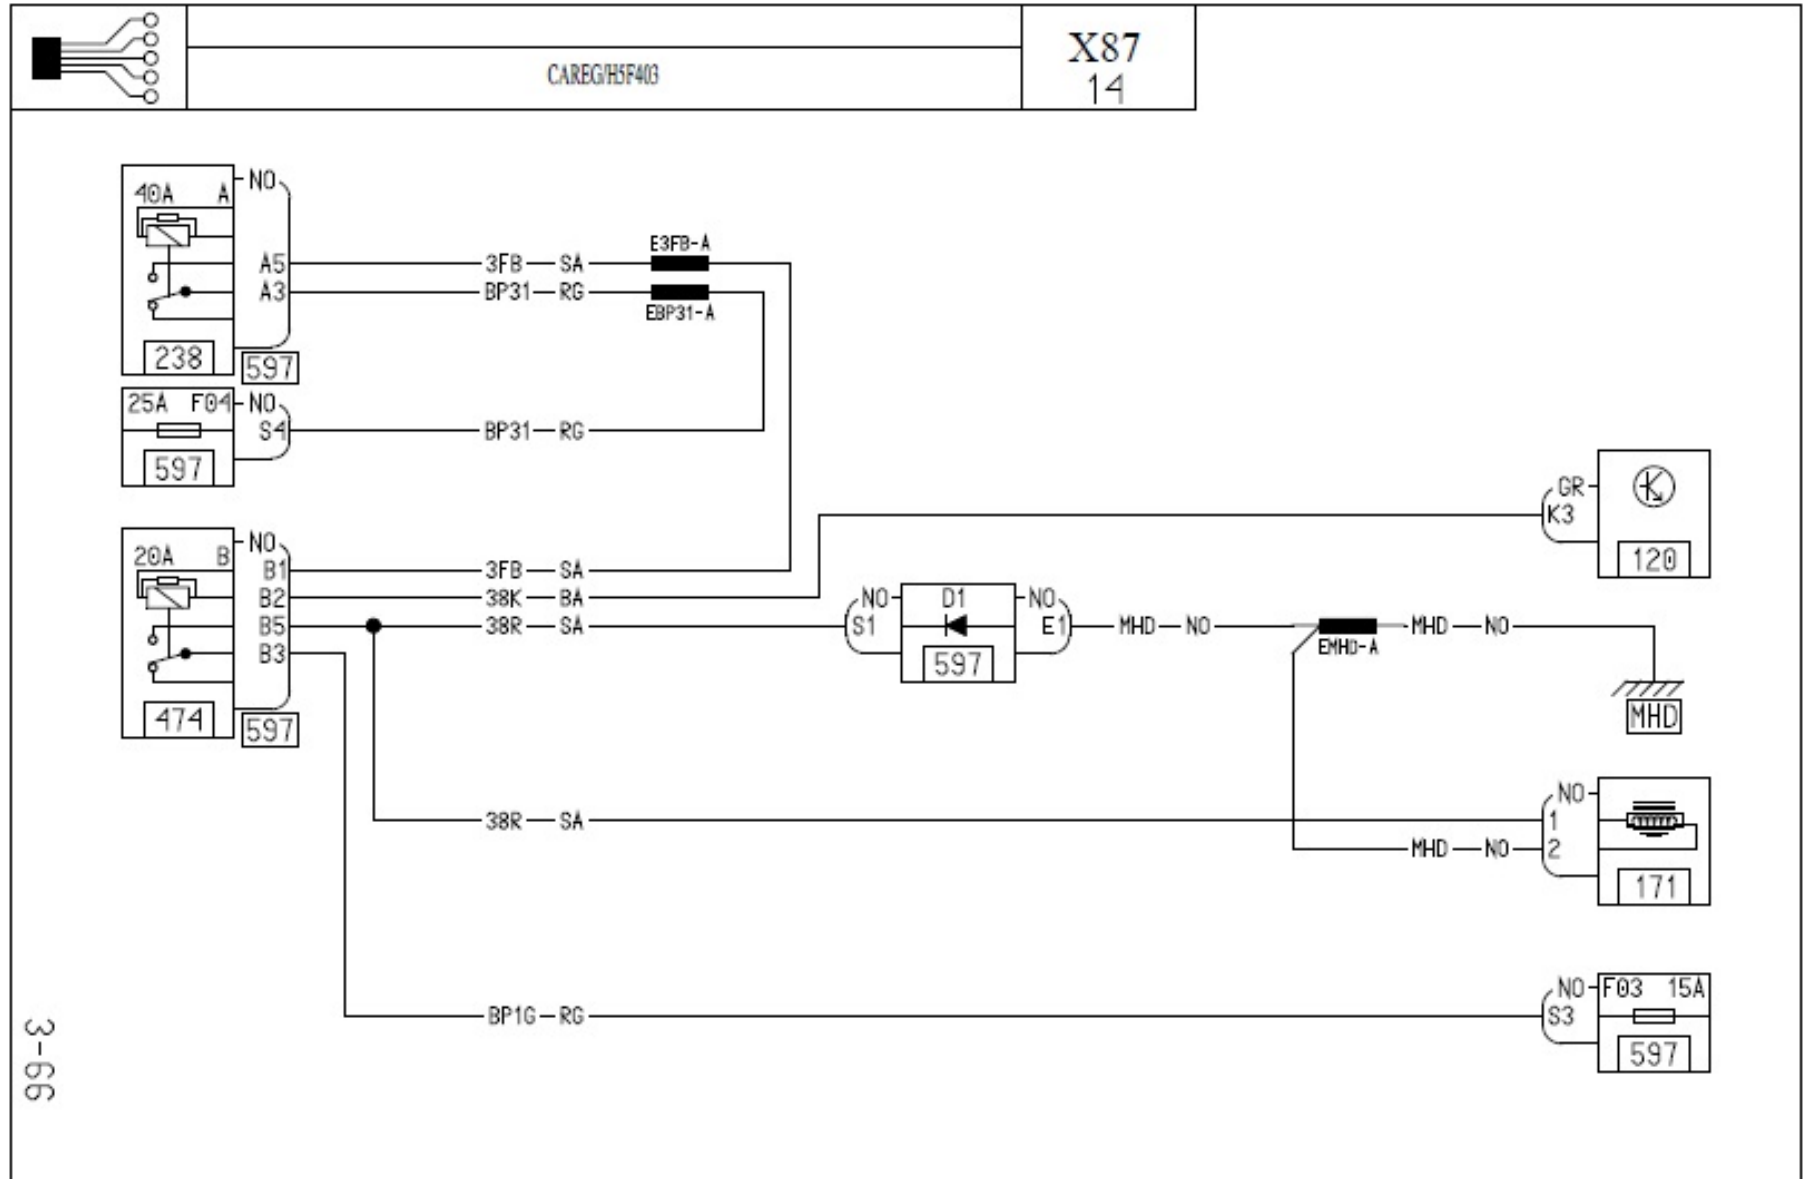 CAREG/H5F403
X87
14
40A A NO
A5 3FB SA E3FB-A
A3 BP31 RG EBP31-A
238 597
25A F04 NO
S4 BP31 RG
597
GR
K3
120
20A B NO
B1 3FB SA
B2 38K BA
B5 38R SA
B3
474 597
NO D1 NO
S1 E1 MHD NO EMHD-A MHD NO
597
MHD
NO
38R SA 1
MHD NO 2
171
NO F03 15A
BP1G RG S3
597
3-66